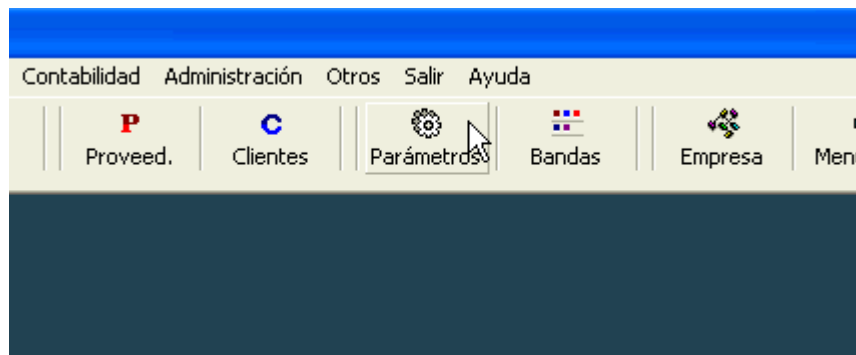 Contabilidad Administración Otros Salir Ayuda
P C
Proveed. Clientes Parámetros Bandas Empresa